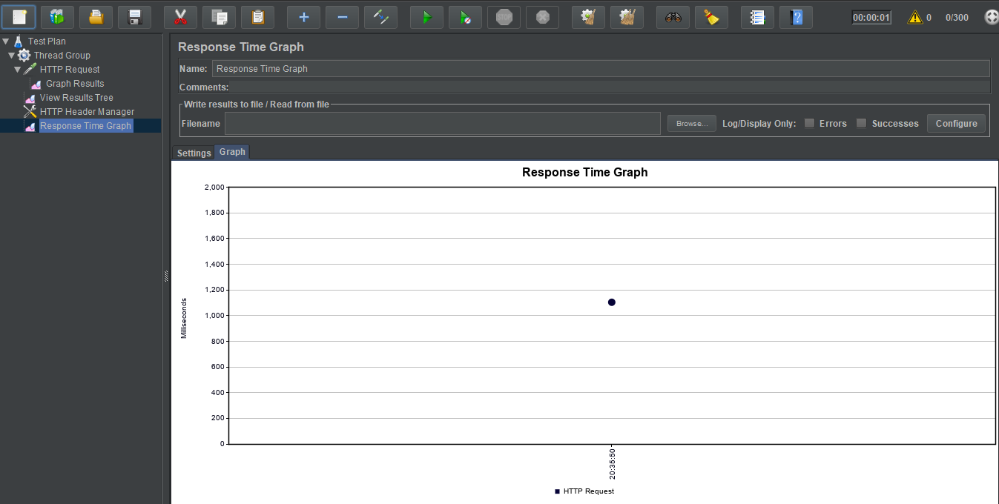 STOP
00:00:01
0
0/300
Test Plan
Thread Group
HTTP Request
Graph Results
View Results Tree
HTTP Header Manager
Response Time Graph
Response Time Graph
Name: Response Time Graph
Comments:
Write results to file / Read from file
Filename Browse... Log/Display Only: Errors Successes Configure
Settings Graph
Response Time Graph
2,000
1,800
1,600
1,400
1,200
1,000
800
600
400
200
0
Milliseconds
20:35:50
HTTP Request